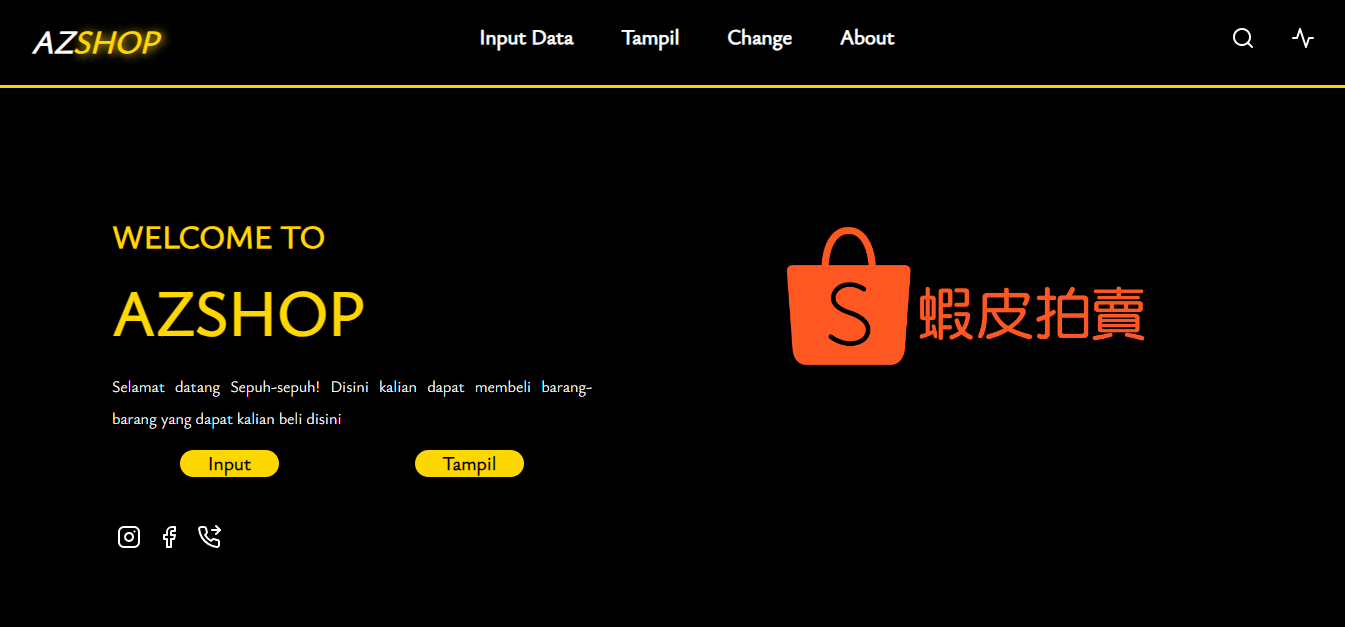 AZSHOP
Input Data
Tampil
Change
About
WELCOME TO
AZSHOP
Selamat datang Sepuh-sepuh! Disini kalian dapat membeli barang-
barang yang dapat kalian beli disini
Input
Tampil
S
蝦皮拍賣